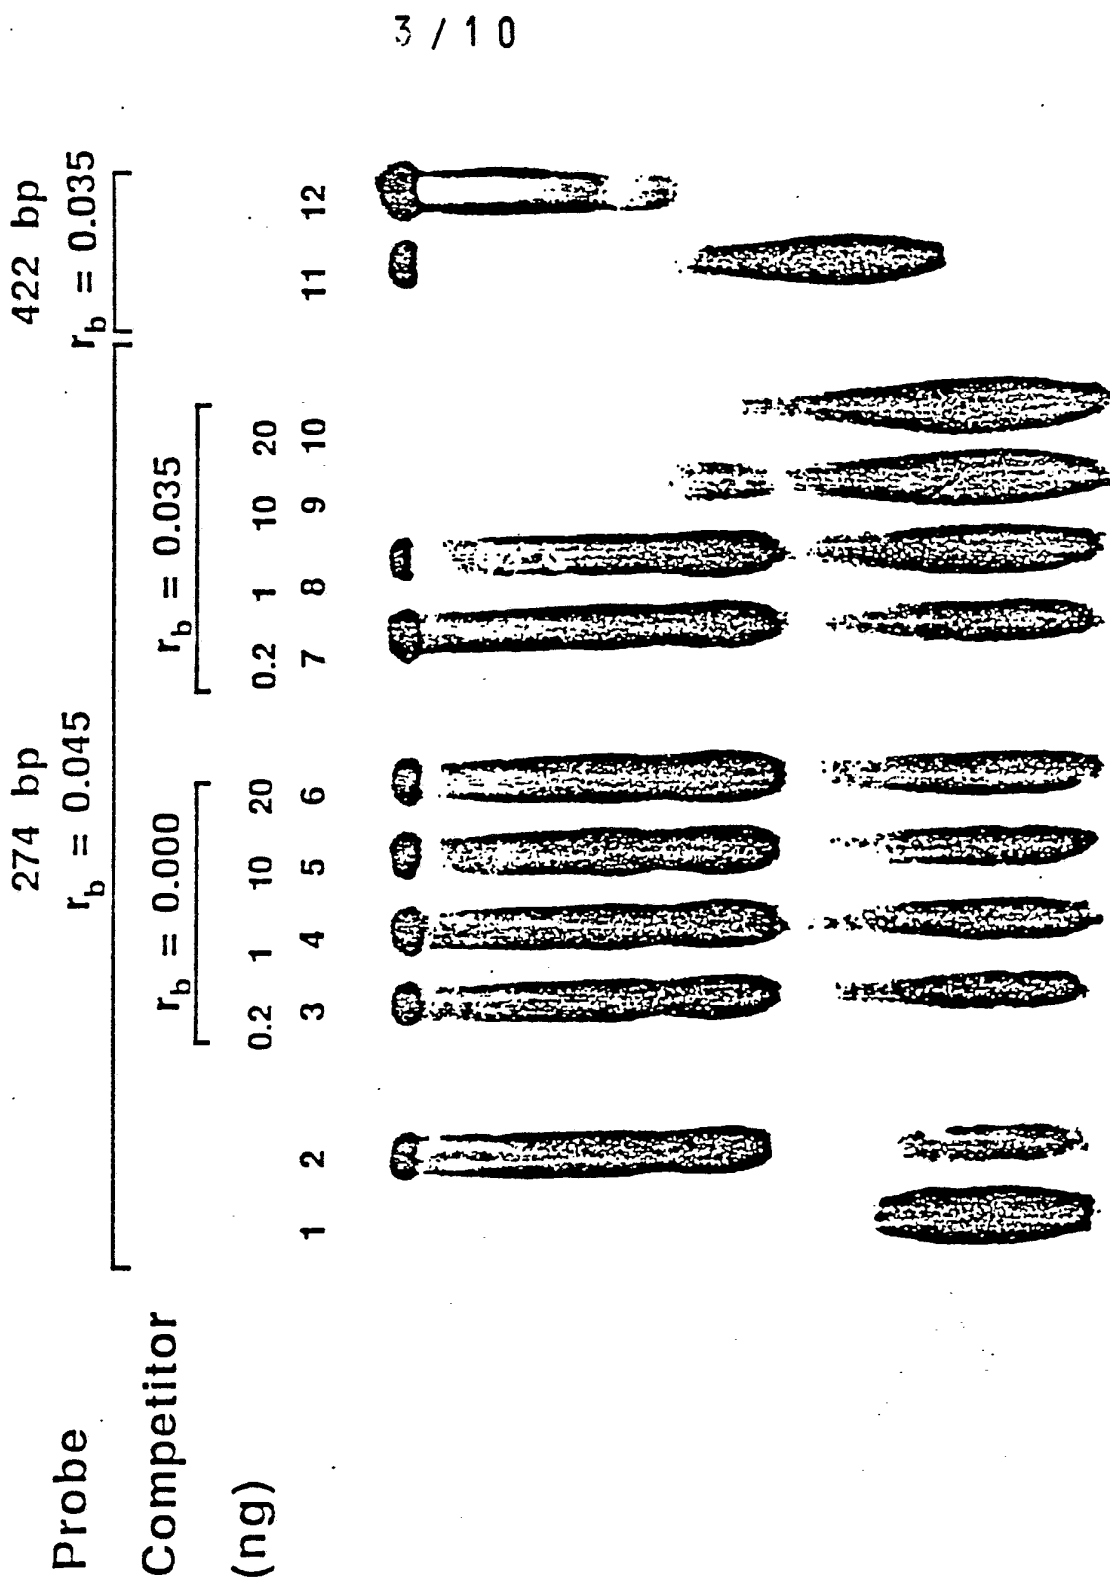 3 / 10
Probe 274 bp 422 bp
r_b = 0.045 r_b = 0.035
Competitor r_b = 0.000 r_b = 0.035
(ng) 0.2 1 10 20 0.2 1 10 20
1 2 3 4 5 6 7 8 9 10 11 12